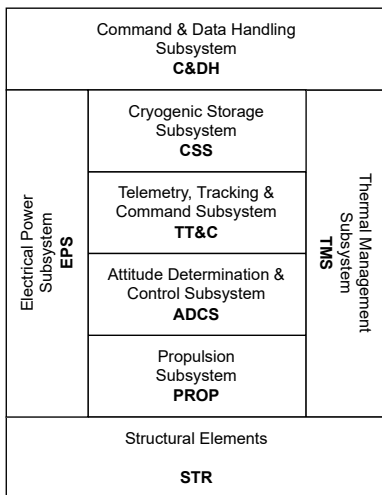 Command & Data Handling
Subsystem
C&DH
Electrical Power
Subsystem
EPS
Cryogenic Storage
Subsystem
CSS
Telemetry, Tracking &
Command Subsystem
TT&C
Attitude Determination &
Control Subsystem
ADCS
Propulsion
Subsystem
PROP
Thermal Management
Subsystem
TMS
Structural Elements
STR